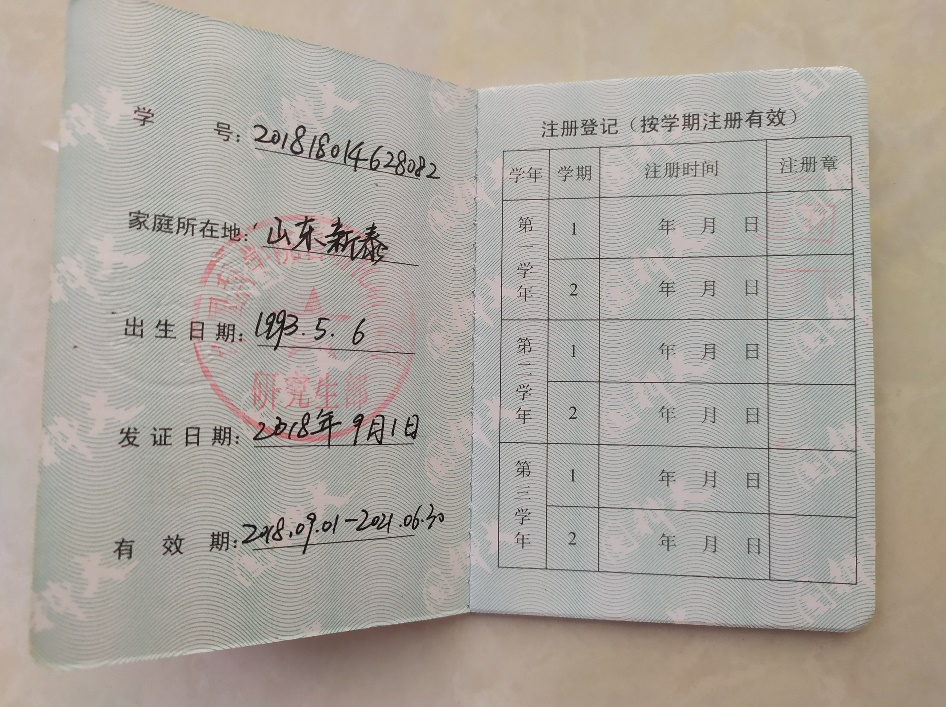 学 号：201818014628082
家庭所在地：山东新泰
出生日期：1993.5.6
发证日期：2018年9月1日
有效期：2018.09.01-2021.06.30
研究生部
注册登记（按学期注册有效）
学年 学期 注册时间 注册章
第一学年 1 年 月 日
2 年 月 日
第二学年 1 年 月 日
2 年 月 日
第三学年 1 年 月 日
2 年 月 日
国科大